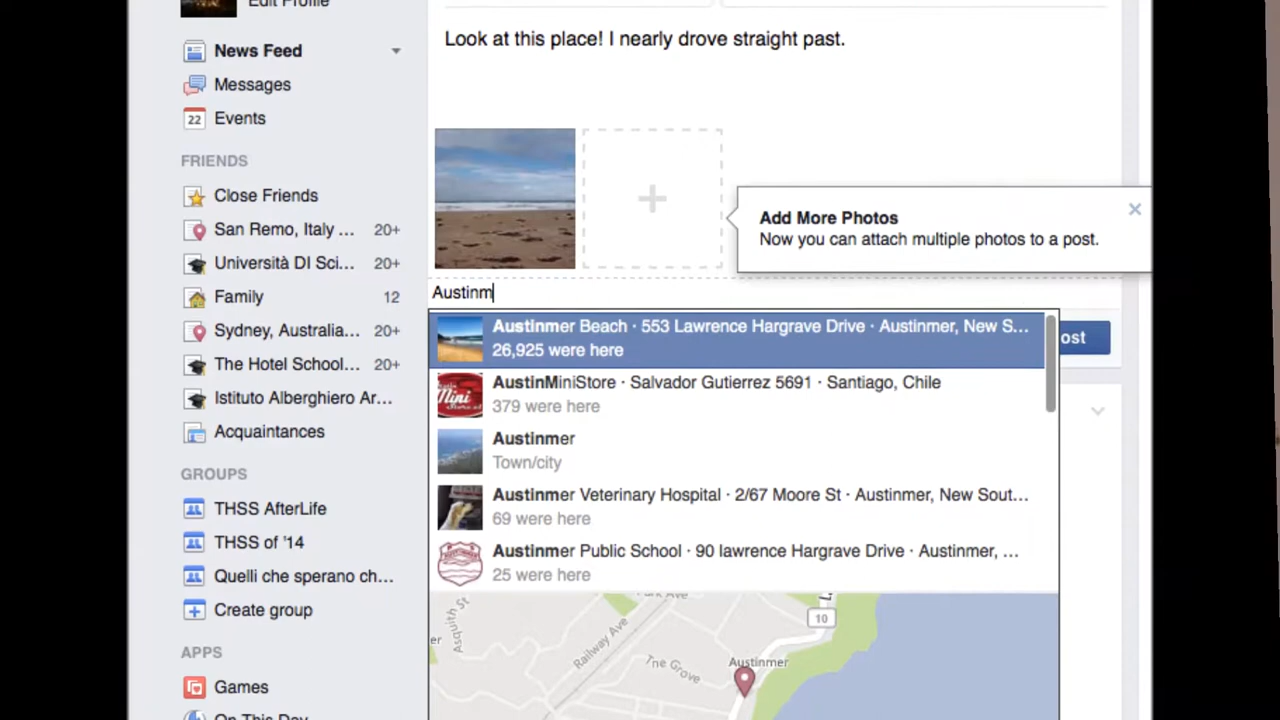 Edit Profile
News Feed
Messages
22
Events
FRIENDS
Close Friends
San Remo, Italy ... 20+
Università DI Sci... 20+
Family 12
Sydney, Australia... 20+
The Hotel School... 20+
Istituto Alberghiero Ar...
Acquaintances
GROUPS
THSS AfterLife
THSS of '14
Quelli che sperano ch...
Create group
APPS
Games
On This Day
Look at this place! I nearly drove straight past.
Add More Photos
Now you can attach multiple photos to a post.
Austinm
Austinmer Beach · 553 Lawrence Hargrave Drive · Austinmer, New S...
26,925 were here
ost
AustinMiniStore · Salvador Gutierrez 5691 · Santiago, Chile
379 were here
Mini
Austinmer
Town/city
Austinmer Veterinary Hospital · 2/67 Moore St · Austinmer, New Sout...
69 were here
Austinmer Public School · 90 lawrence Hargrave Drive · Austinmer, ...
25 were here
Park Ave
10
Asquith St
Railway Ave
er
The Grove
Austinmer